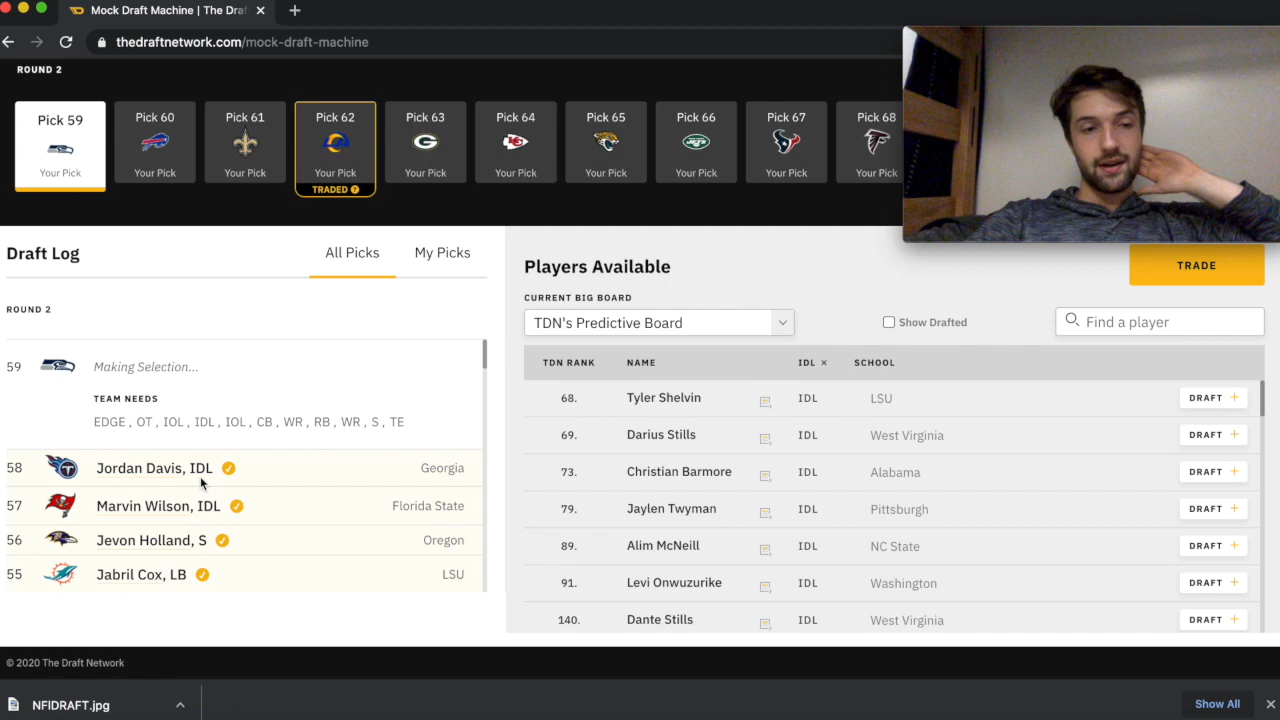 Mock Draft Machine | The Dra
thedraftnetwork.com/mock-draft-machine
ROUND 2
Pick 59
Your Pick
Pick 60
Your Pick
Pick 61
Your Pick
Pick 62
Your Pick
TRADED ?
Pick 63
Your Pick
Pick 64
Your Pick
Pick 65
Your Pick
Pick 66
Your Pick
Pick 67
Your Pick
Pick 68
Your Pick
Draft Log
All Picks
My Picks
ROUND 2
59 Making Selection...
TEAM NEEDS
EDGE , OT , IOL , IDL , IOL , CB , WR , RB , WR , S , TE
58 Jordan Davis, IDL Georgia
57 Marvin Wilson, IDL Florida State
56 Jevon Holland, S Oregon
55 Jabril Cox, LB LSU
Players Available
TRADE
CURRENT BIG BOARD
TDN's Predictive Board
Show Drafted
Find a player
TDN RANK NAME IDL × SCHOOL
68. Tyler Shelvin IDL LSU DRAFT +
69. Darius Stills IDL West Virginia DRAFT +
73. Christian Barmore IDL Alabama DRAFT +
79. Jaylen Twyman IDL Pittsburgh DRAFT +
89. Alim McNeill IDL NC State DRAFT +
91. Levi Onwuzurike IDL Washington DRAFT +
140. Dante Stills IDL West Virginia DRAFT +
© 2020 The Draft Network
NFIDRAFT.jpg
Show All